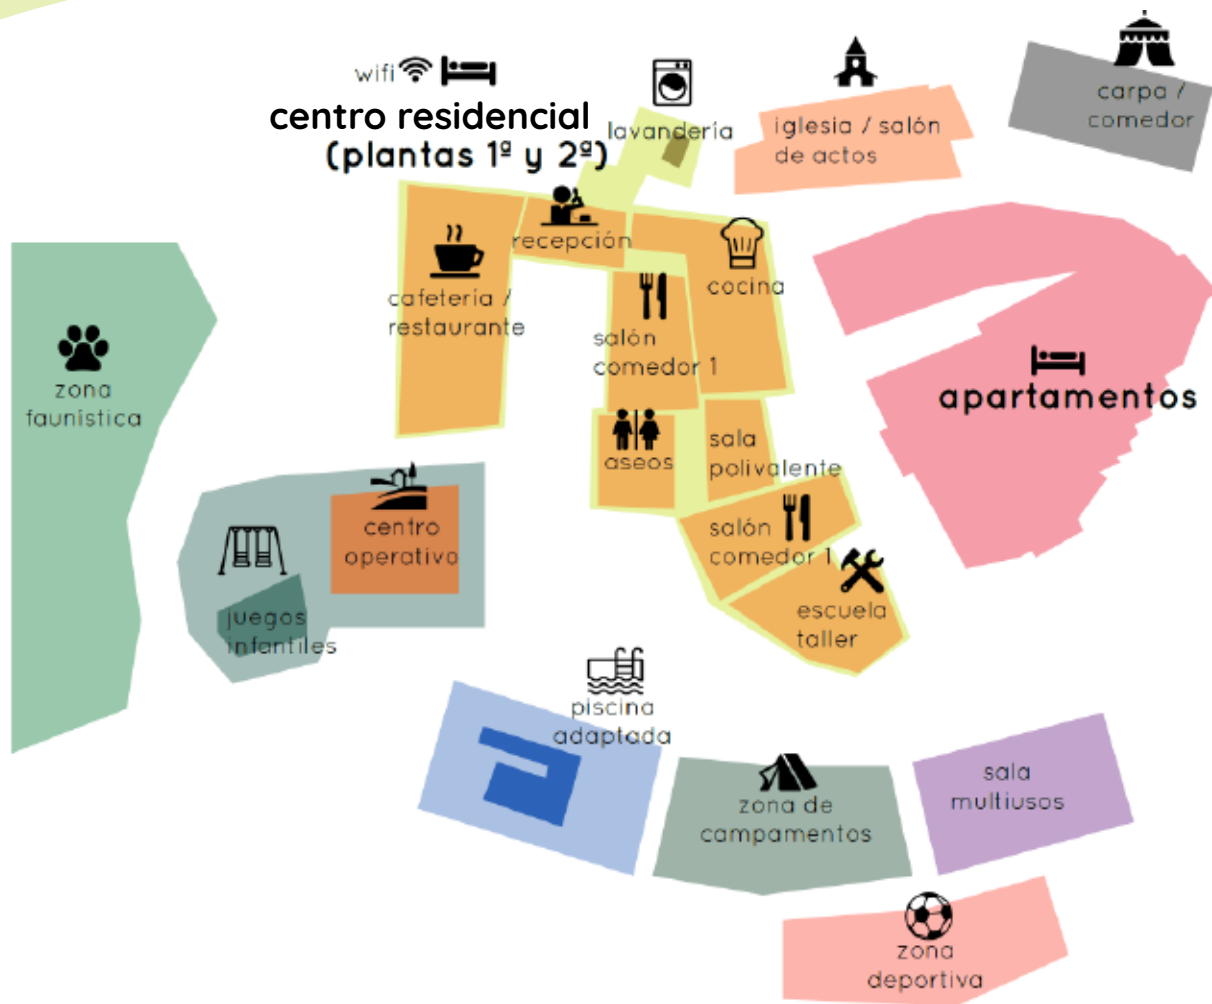 wifi
centro residencial
(plantas 1ª y 2ª)
lavandería
iglesia / salón
de actos
carpa /
comedor
recepción
cafetería /
restaurante
cocina
salón
comedor 1
zona
faunística
apartamentos
aseos
sala
polivalente
centro
operativo
salón
comedor 1
juegos
infantiles
escuela
taller
piscina
adaptada
zona de
campamentos
sala
multiusos
zona
deportiva